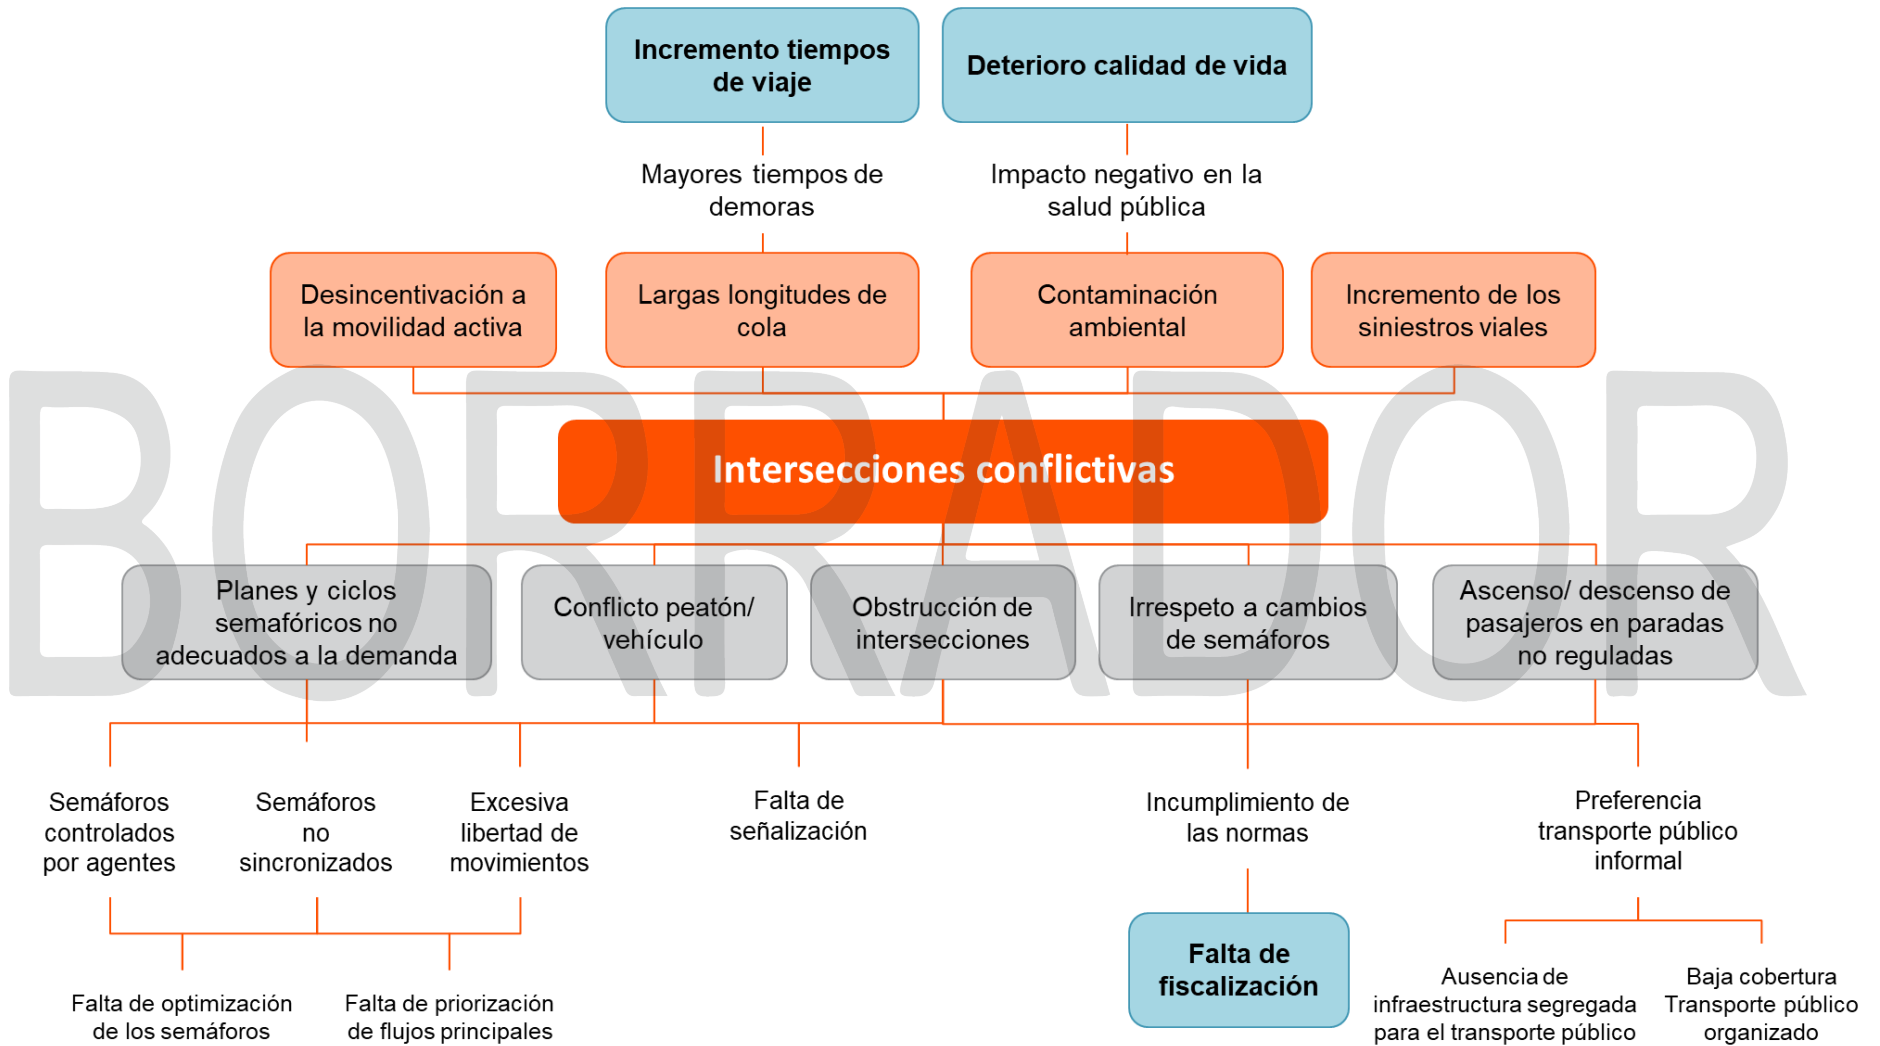 Incremento tiempos
de viaje
Deterioro calidad de vida
Mayores tiempos de
demoras
Impacto negativo en la
salud pública
Desincentivación a
la movilidad activa
Largas longitudes de
cola
Contaminación
ambiental
Incremento de los
siniestros viales
BORRADOR
Intersecciones conflictivas
Planes y ciclos
semafóricos no
adecuados a la demanda
Conflicto peatón/
vehículo
Obstrucción de
intersecciones
Irrespeto a cambios
de semáforos
Ascenso/ descenso de
pasajeros en paradas
no reguladas
Semáforos
controlados
por agentes
Semáforos
no
sincronizados
Excesiva
libertad de
movimientos
Falta de
señalización
Incumplimiento de
las normas
Preferencia
transporte público
informal
Falta de optimización
de los semáforos
Falta de priorización
de flujos principales
Falta de
fiscalización
Ausencia de
infraestructura segregada
para el transporte público
Baja cobertura
Transporte público
organizado